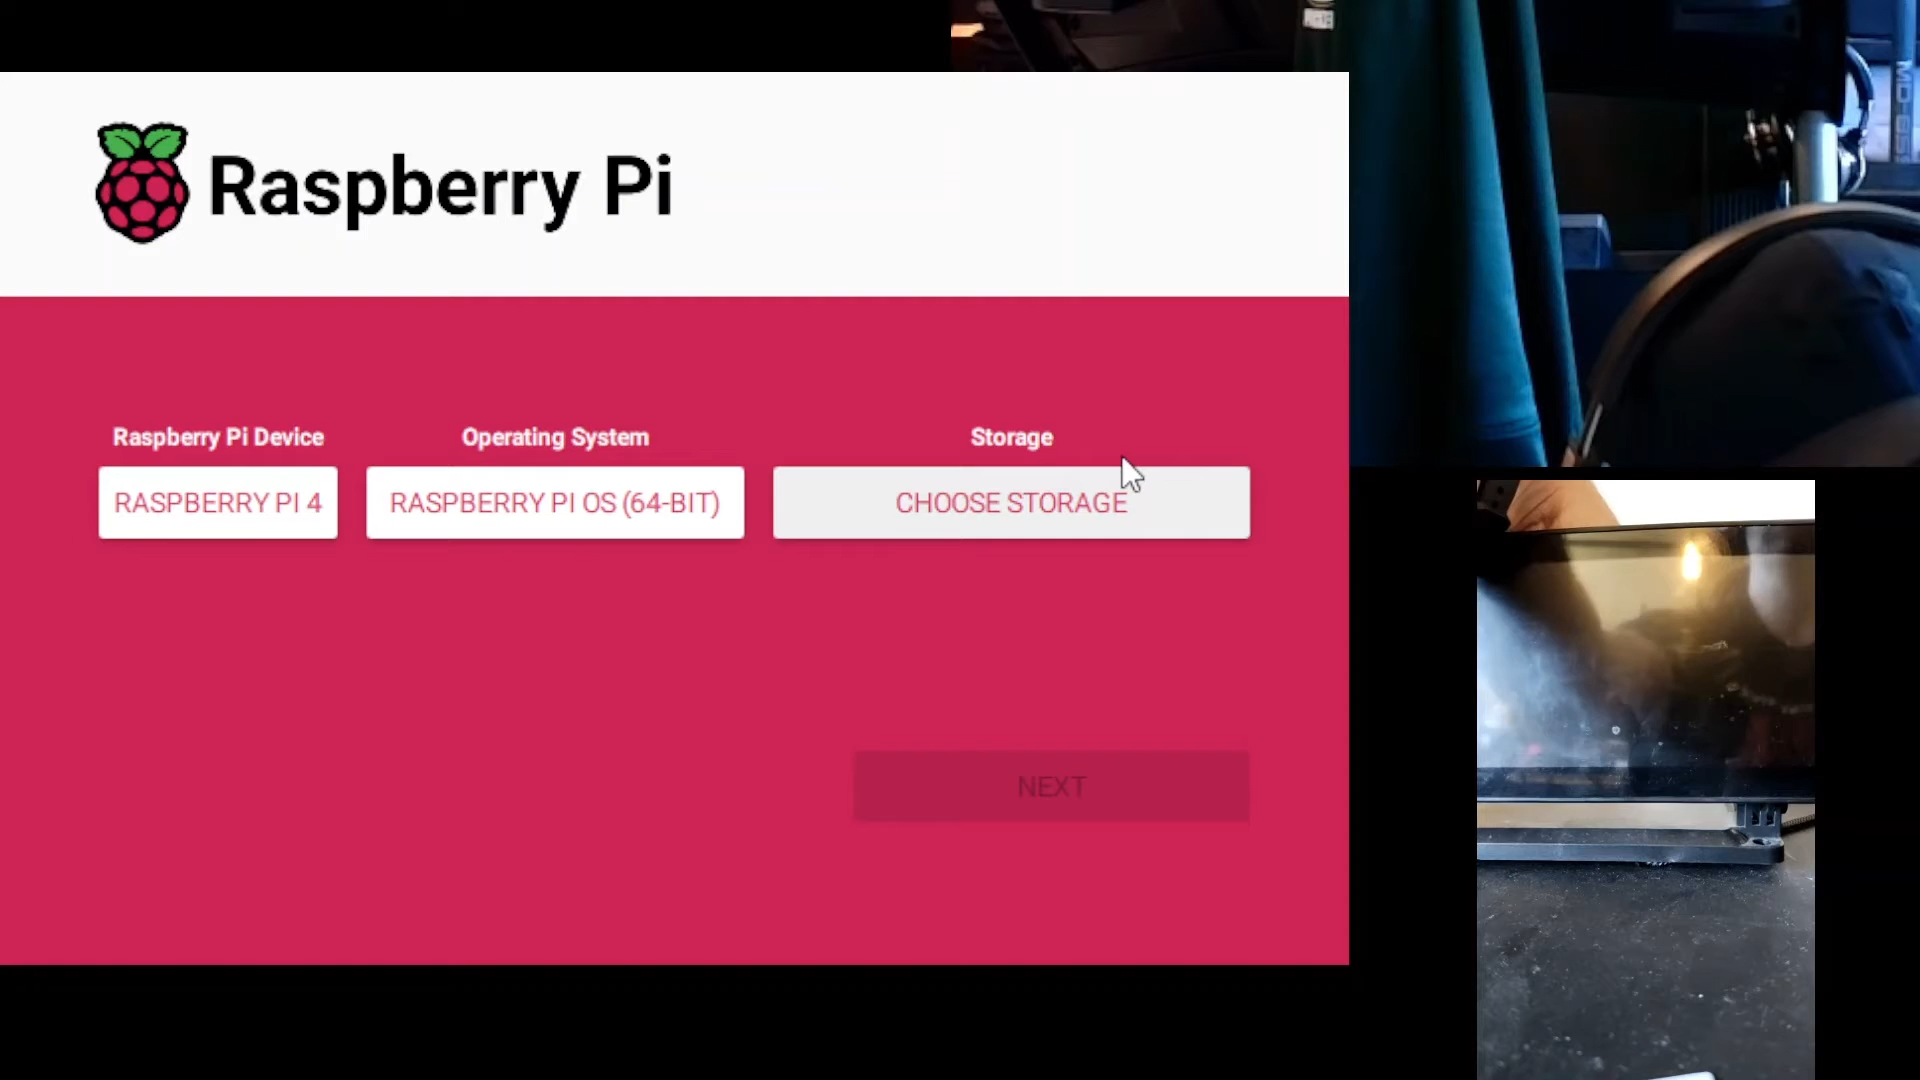 Raspberry Pi
Raspberry Pi Device
Operating System
Storage
RASPBERRY PI 4
RASPBERRY PI OS (64-BIT)
CHOOSE STORAGE
NEXT